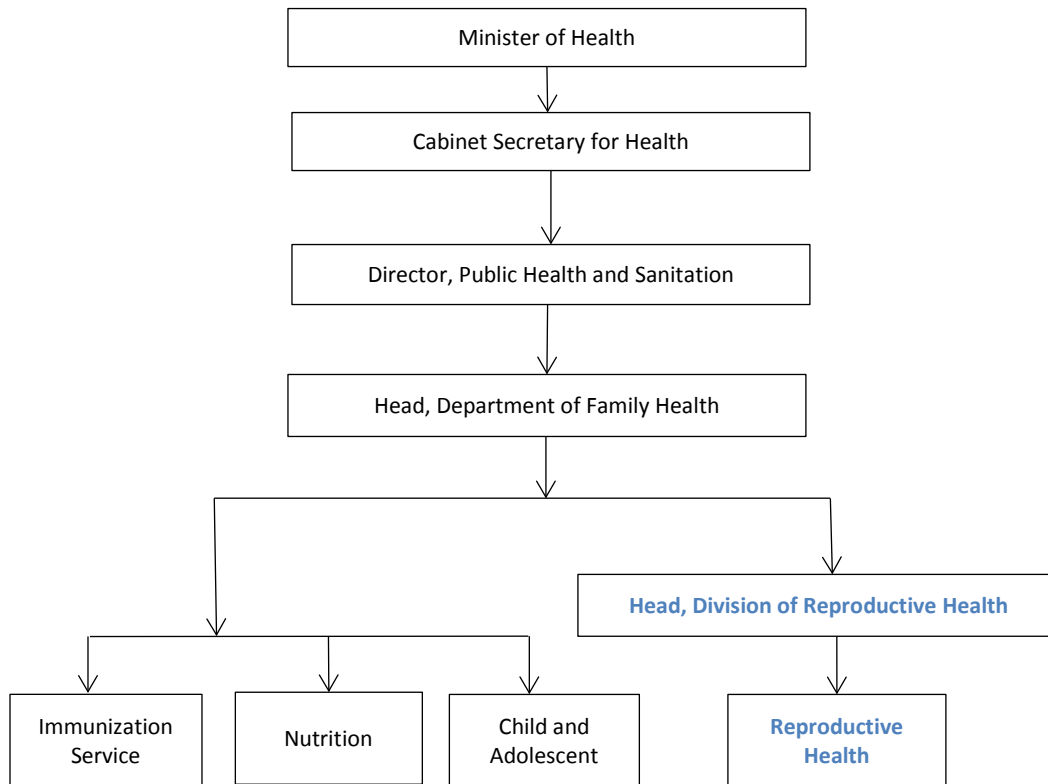 Minister of Health
Cabinet Secretary for Health
Director, Public Health and Sanitation
Head, Department of Family Health
Head, Division of Reproductive Health
Immunization
Service
Nutrition
Child and
Adolescent
Reproductive
Health